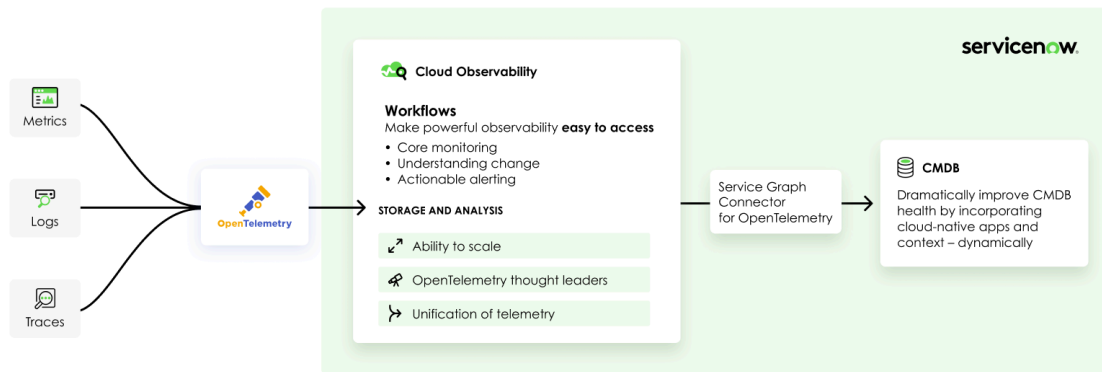 servicenow.
Cloud Observability
Workflows
Make powerful observability easy to access
• Core monitoring
• Understanding change
• Actionable alerting
STORAGE AND ANALYSIS
Ability to scale
OpenTelemetry thought leaders
Unification of telemetry
Metrics
Logs
Traces
OpenTelemetry
Service Graph
Connector
for OpenTelemetry
CMDB
Dramatically improve CMDB
health by incorporating
cloud-native apps and
context – dynamically